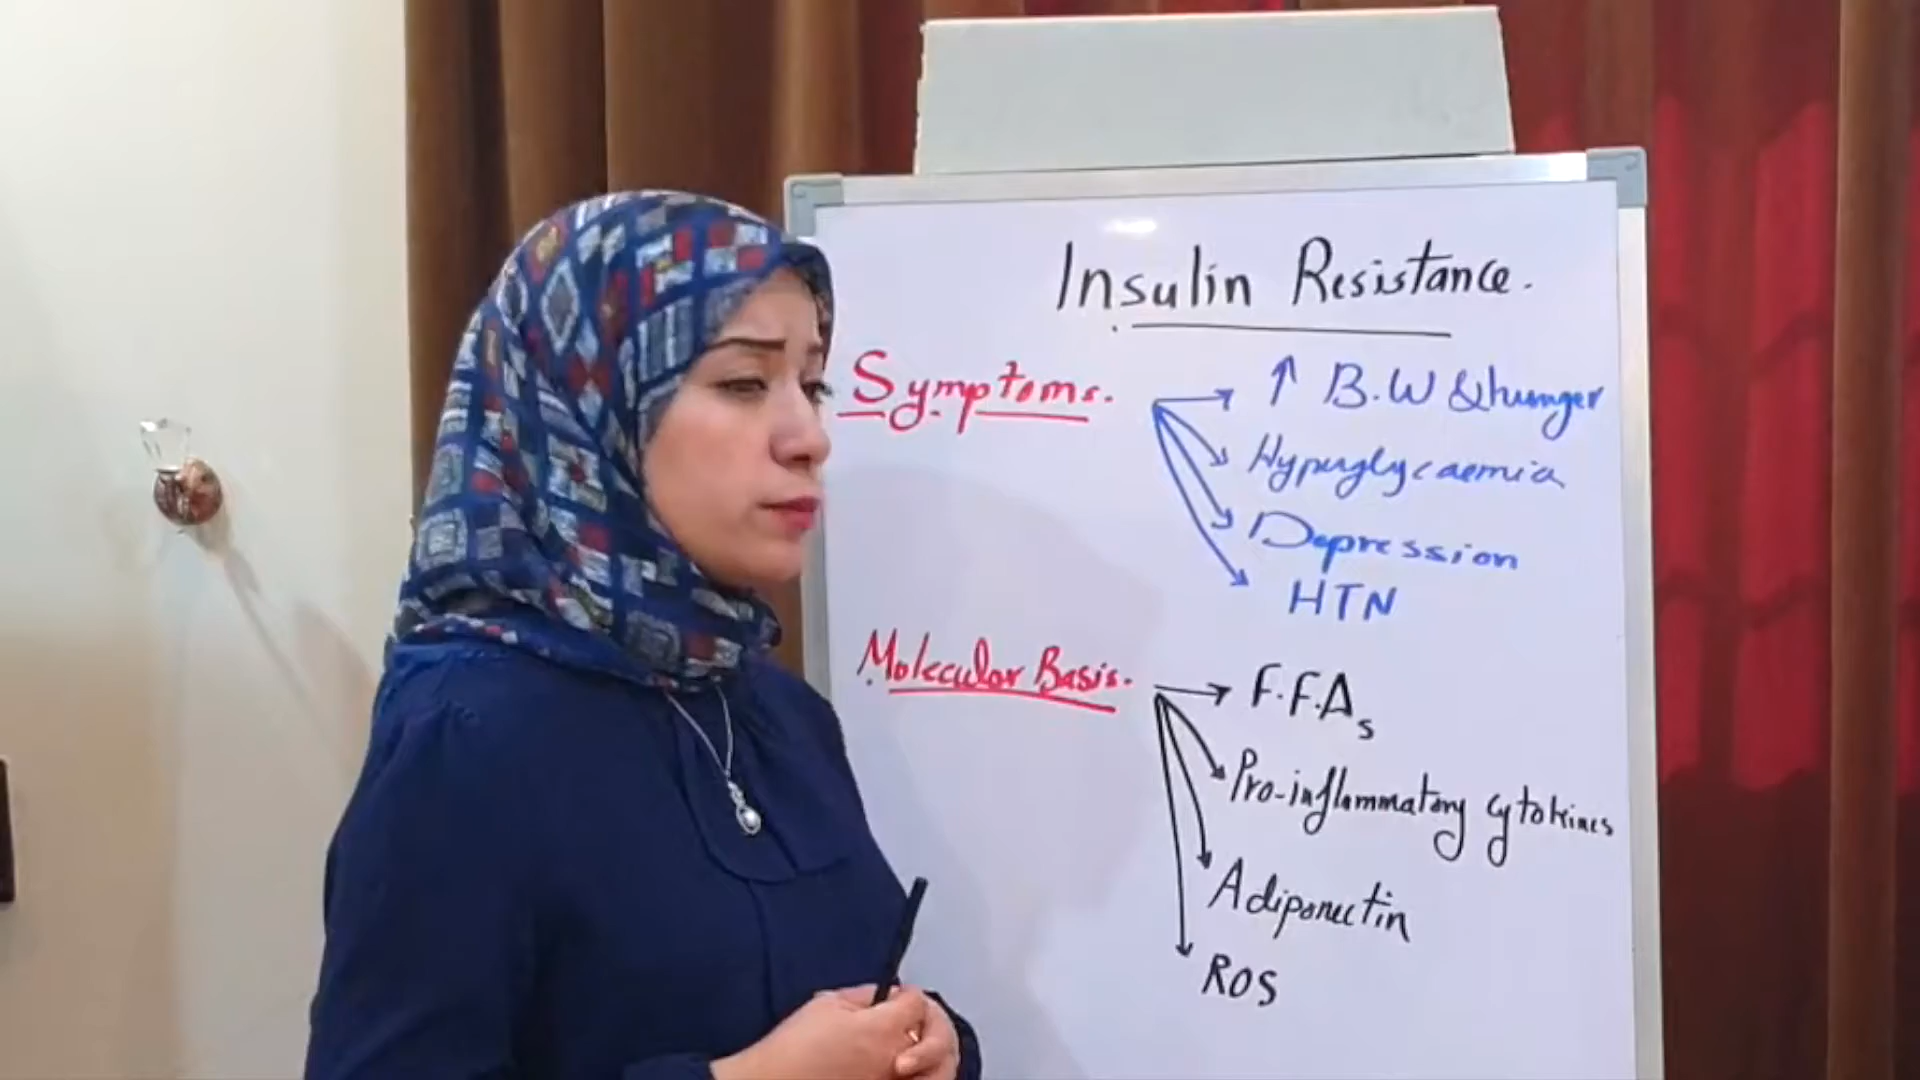 Insulin Resistance.
Symptoms.
↑ B.W & hunger
Hyperglycaemia
Depression
HTN
Molecular Basis.
F.F.As
Pro-inflammatory cytokines
Adiponectin
ROS